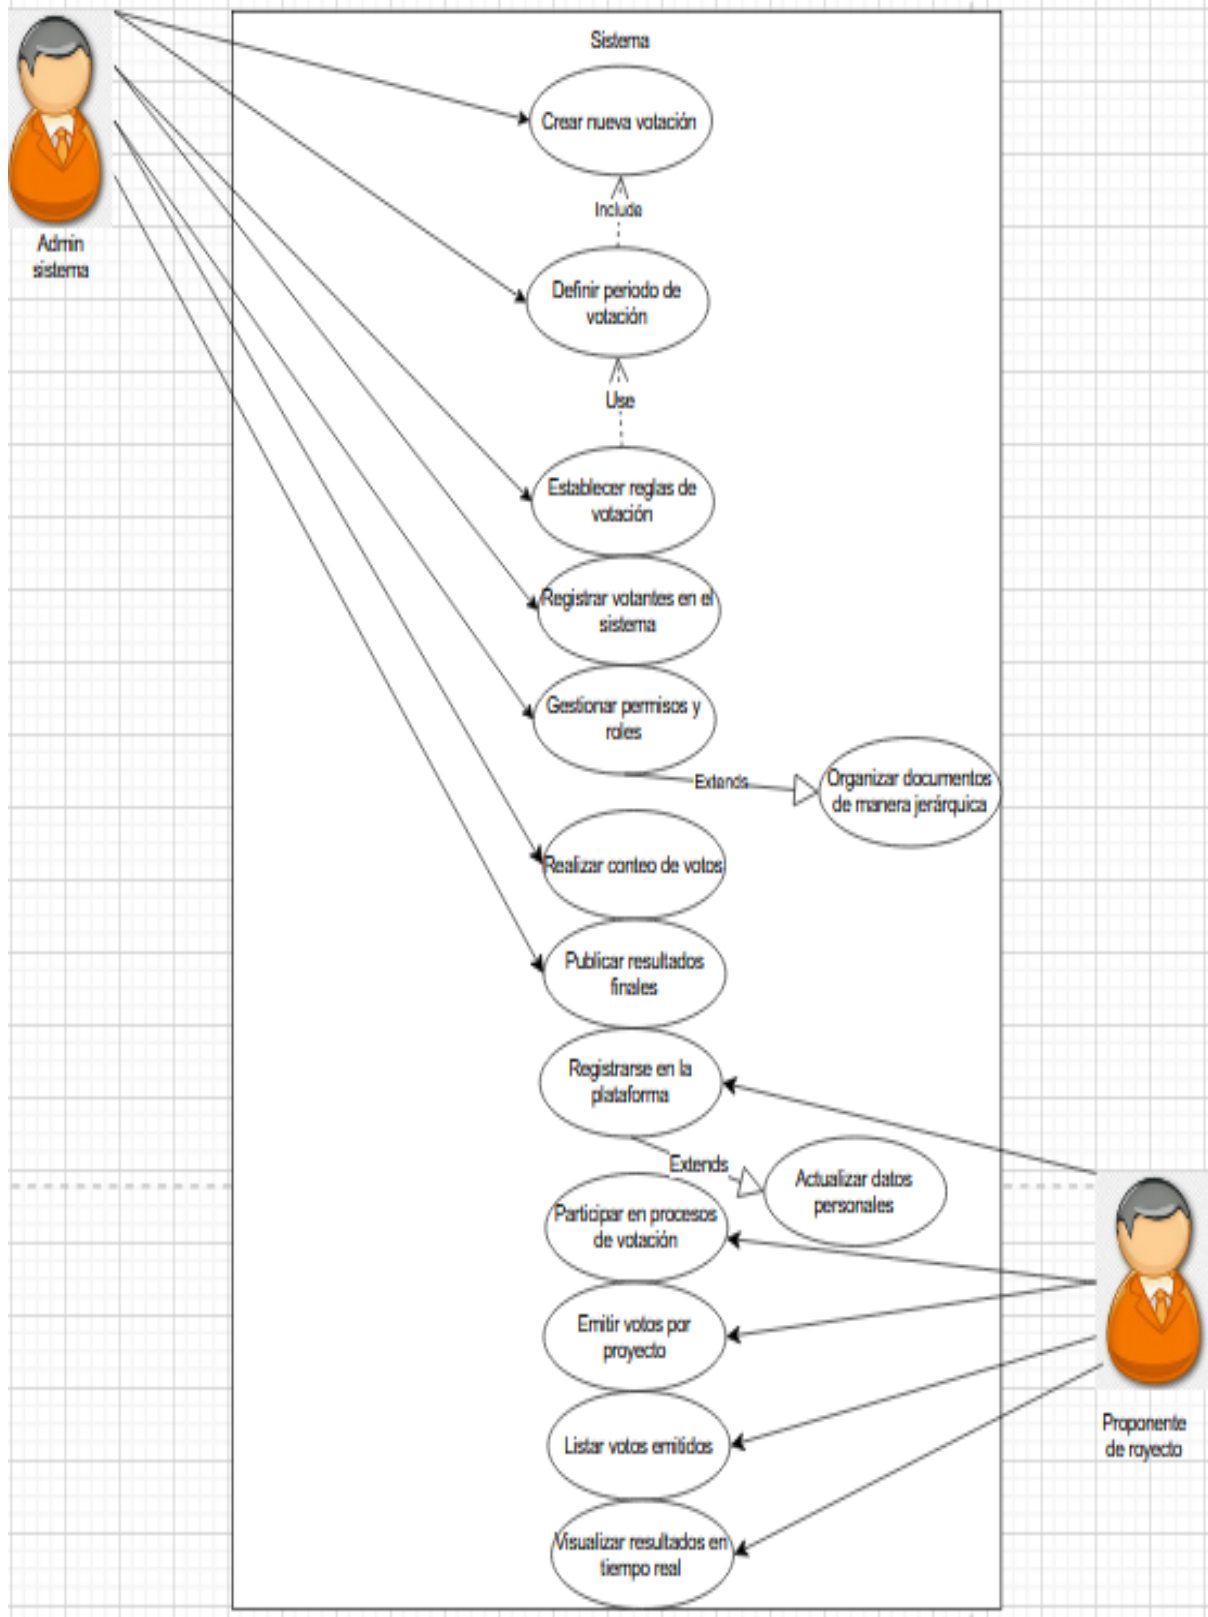 Sistema
Crear nueva votación
Include
Definir periodo de
votación
Use
Establecer reglas de
votación
Registrar votantes en el
sistema
Gestionar permisos y
roles
Extends
Organizar documentos
de manera jerárquica
Realizar conteo de votos
Publicar resultados
finales
Registrarse en la
plataforma
Extends
Actualizar datos
personales
Participar en procesos
de votación
Emitir votos por
proyecto
Listar votos emitidos
Visualizar resultados en
tiempo real
Admin
sistema
Proponente
de royecto